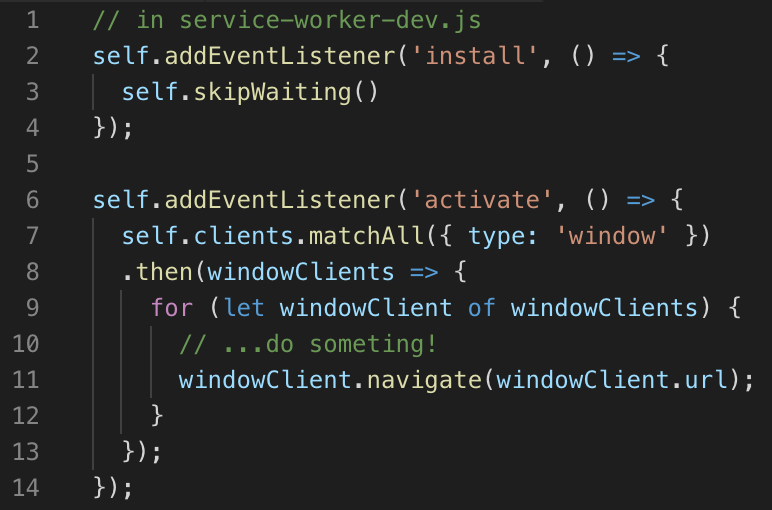 1 // in service-worker-dev.js
2 self.addEventListener('install', () => {
3 self.skipWaiting()
4 });
5
6 self.addEventListener('activate', () => {
7 self.clients.matchAll({ type: 'window' })
8 .then(windowClients => {
9 for (let windowClient of windowClients) {
10 // ...do someting!
11 windowClient.navigate(windowClient.url);
12 }
13 });
14 });